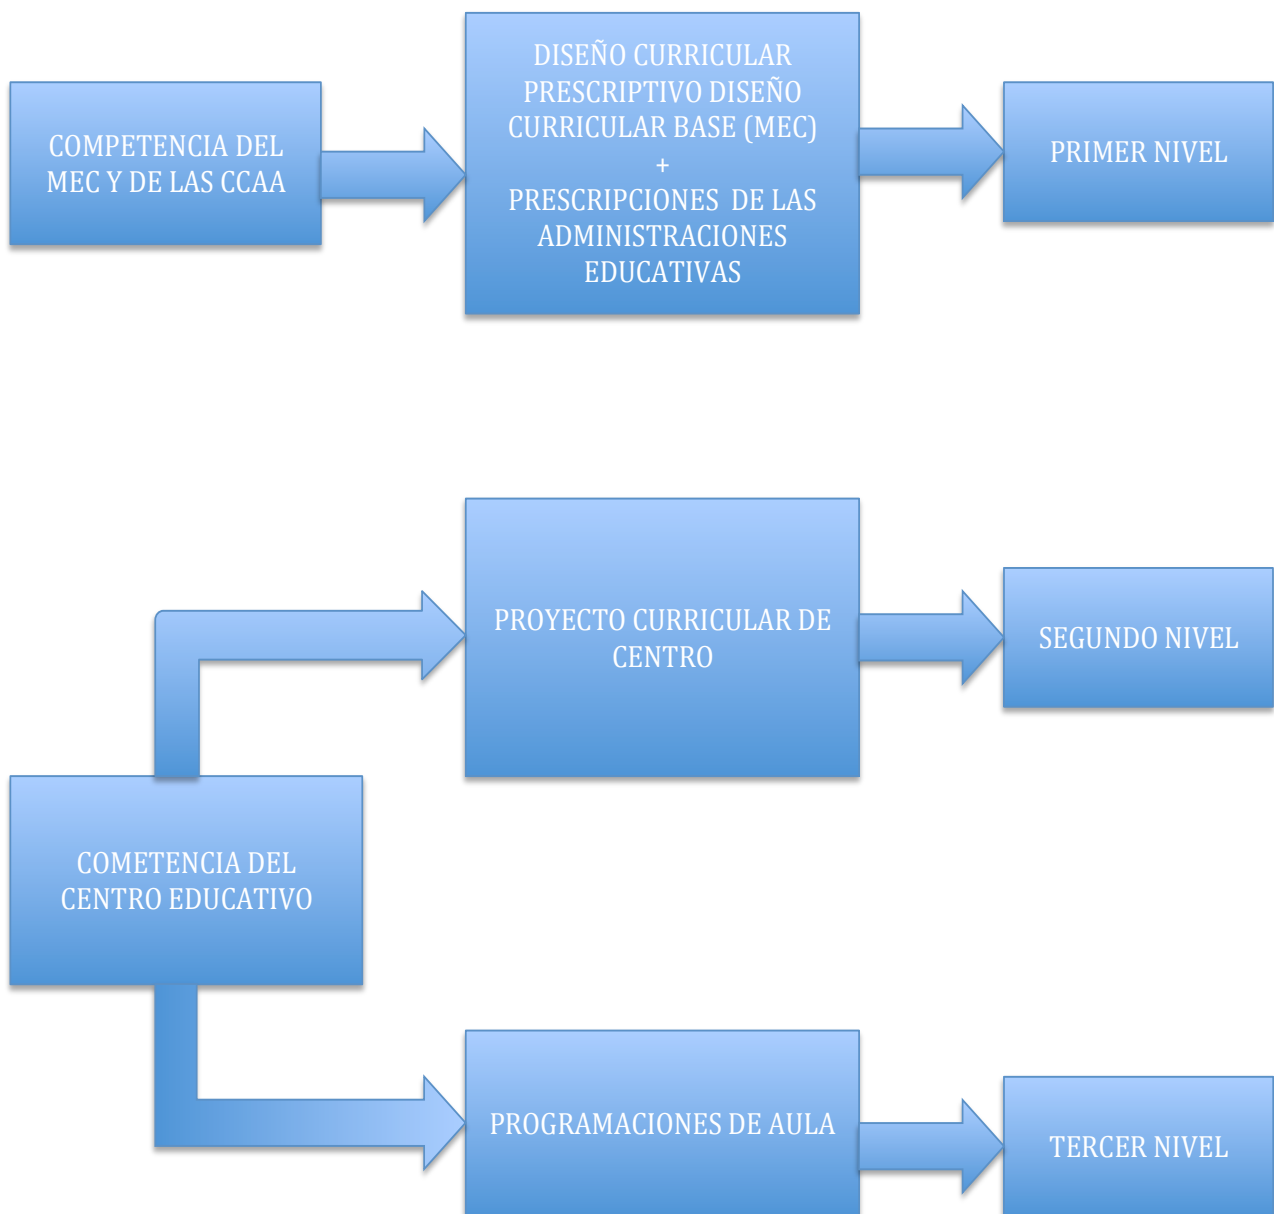 COMPETENCIA DEL
MEC Y DE LAS CCAA
DISEÑO CURRICULAR
PRESCRIPTIVO DISEÑO
CURRICULAR BASE (MEC)
+
PRESCRIPCIONES DE LAS
ADMINISTRACIONES
EDUCATIVAS
PRIMER NIVEL
PROYECTO CURRICULAR DE
CENTRO
SEGUNDO NIVEL
COMETENCIA DEL
CENTRO EDUCATIVO
PROGRAMACIONES DE AULA
TERCER NIVEL